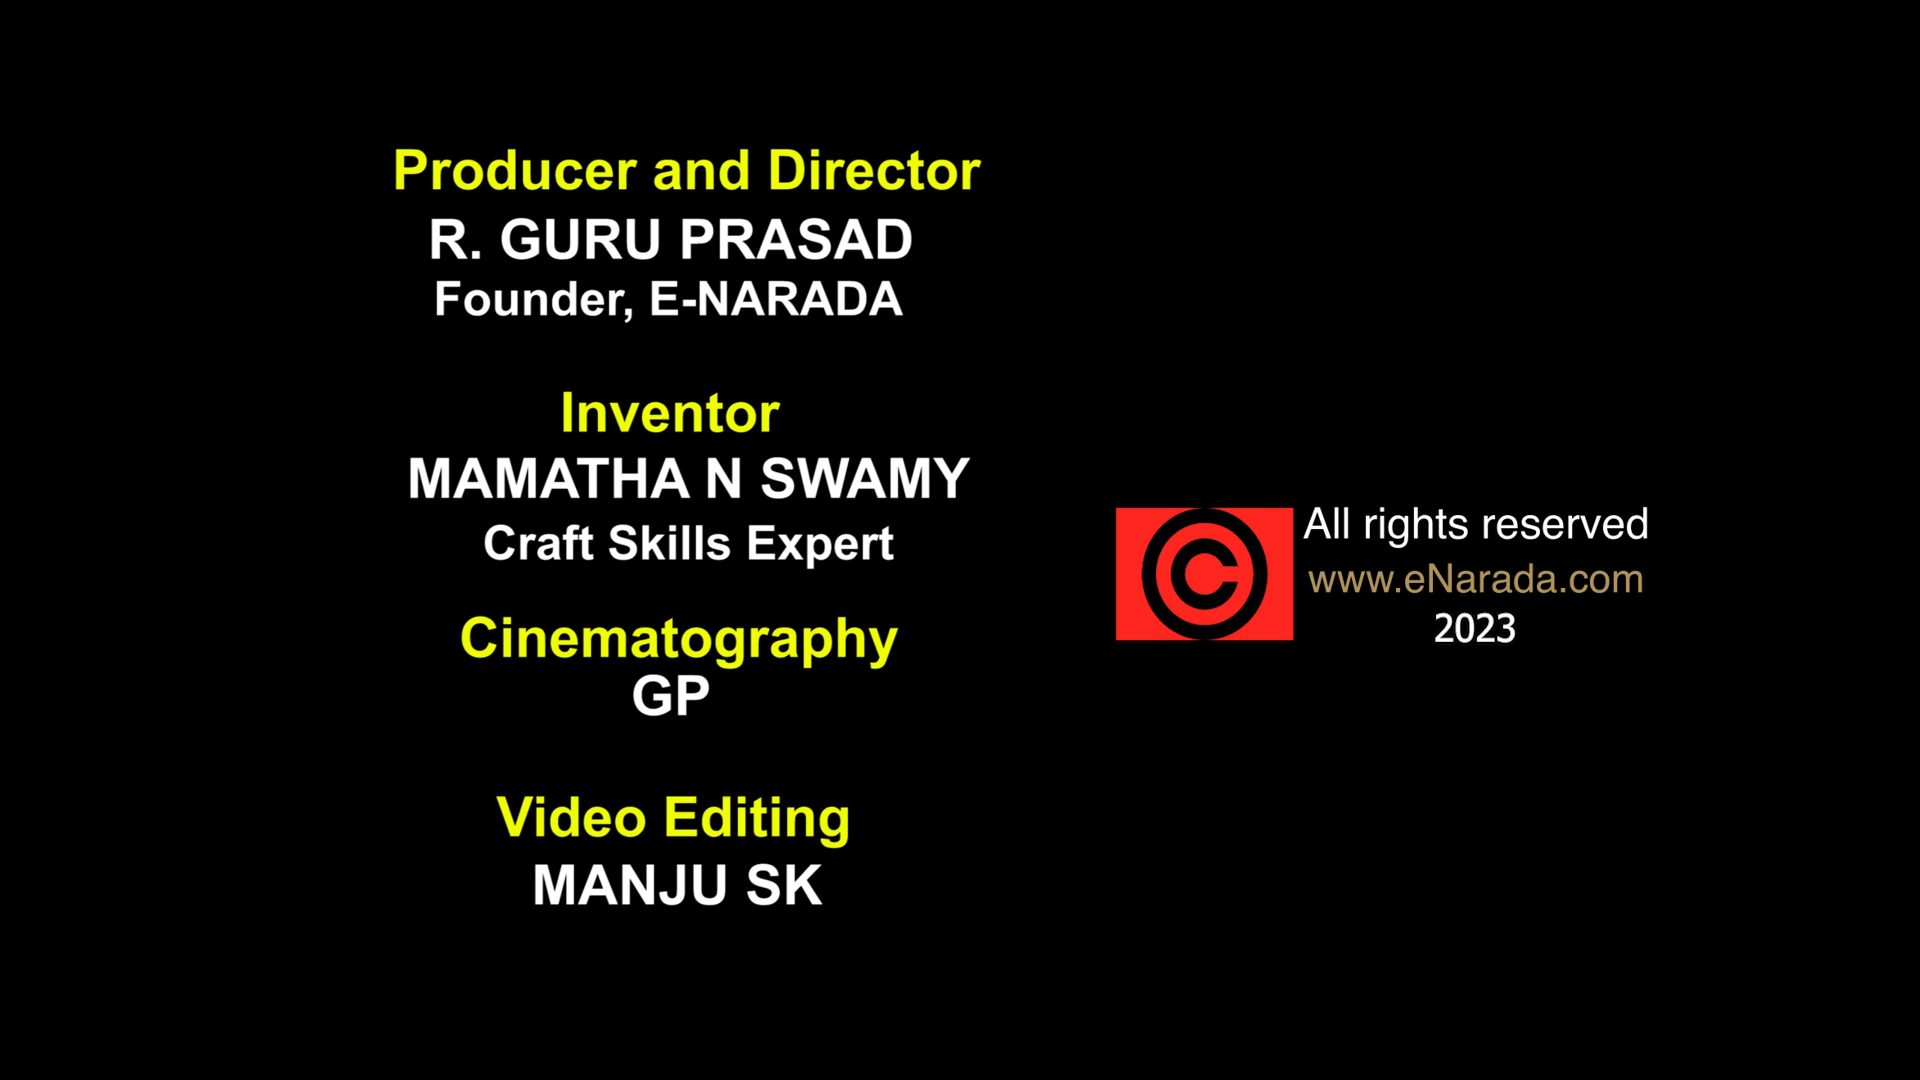 Producer and Director
R. GURU PRASAD
Founder, E-NARADA
Inventor
MAMATHA N SWAMY
Craft Skills Expert
Cinematography
GP
Video Editing
MANJU SK
©
All rights reserved
www.eNarada.com
2023